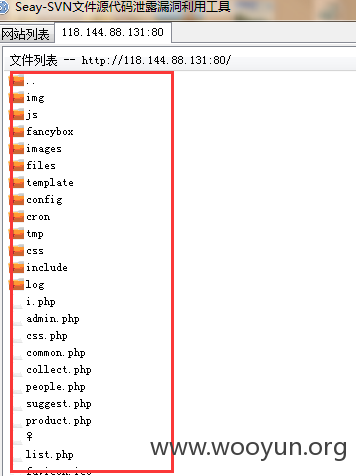 Seay-SVN文件源代码泄露漏洞利用工具
网站列表 118.144.88.131:80
文件列表 -- http://118.144.88.131:80/
..
img
js
fancybox
images
files
template
config
cron
tmp
css
include
log
i.php
admin.php
css.php
common.php
collect.php
people.php
suggest.php
product.php
♀
list.php
favicon.ico
www.wooyun.org